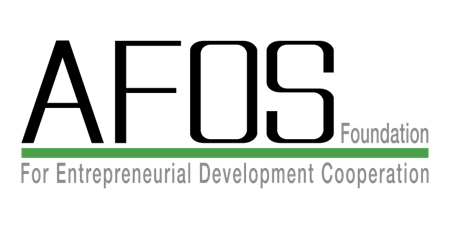 AFOS Foundation
For Entrepreneurial Development Cooperation